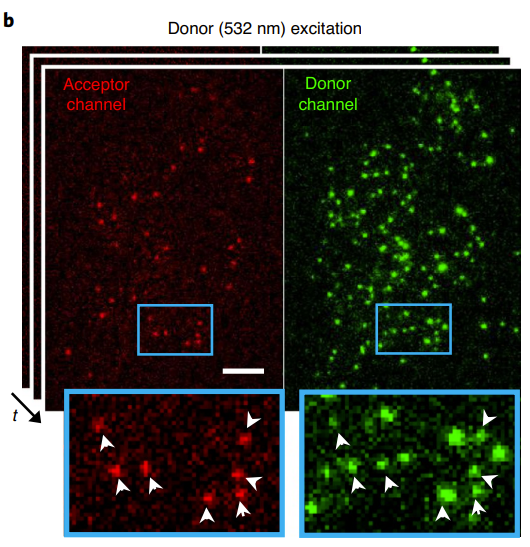 b
Donor (532 nm) excitation
Acceptor
channel
Donor
channel
t